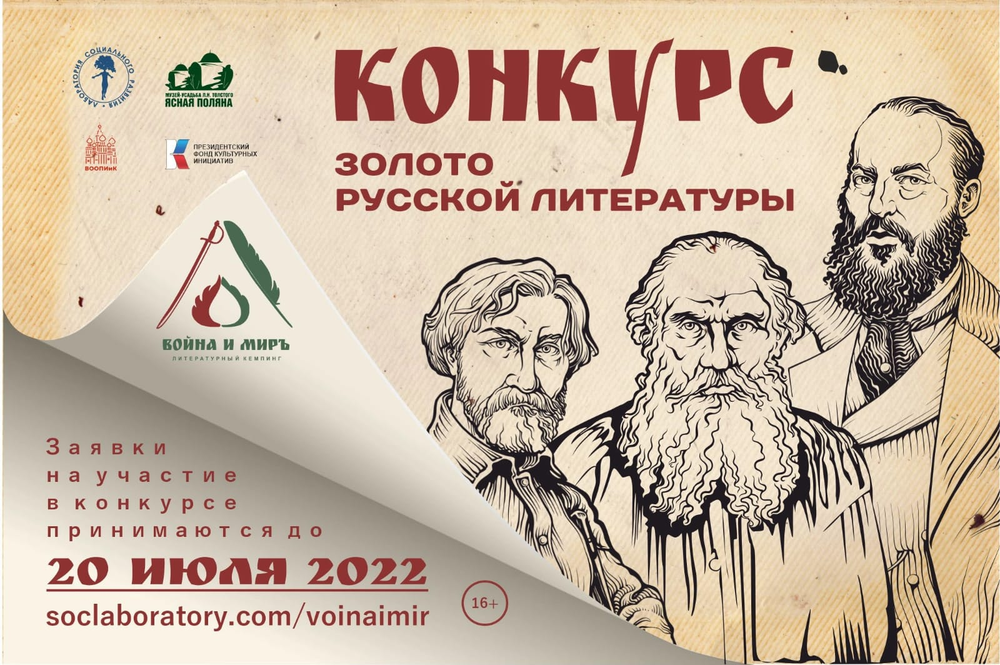 ЛАБОРАТОРИЯ СОЦИАЛЬНОГО РАЗВИТИЯ •
МУЗЕЙ-УСАДЬБА Л.Н. ТОЛСТОГО
ЯСНАЯ ПОЛЯНА
ВООПИиК
ПРЕЗИДЕНТСКИЙ
ФОНД КУЛЬТУРНЫХ
ИНИЦИАТИВ
КОНКУРС
ЗОЛОТО
РУССКОЙ ЛИТЕРАТУРЫ
ВОЙНА И МИРЪ
ЛИТЕРАТУРНЫЙ КЕМПИНГ
Заявки
на участие
в конкурсе
принимаются до
20 ИЮЛЯ 2022
soclaboratory.com/voinaimir
16+